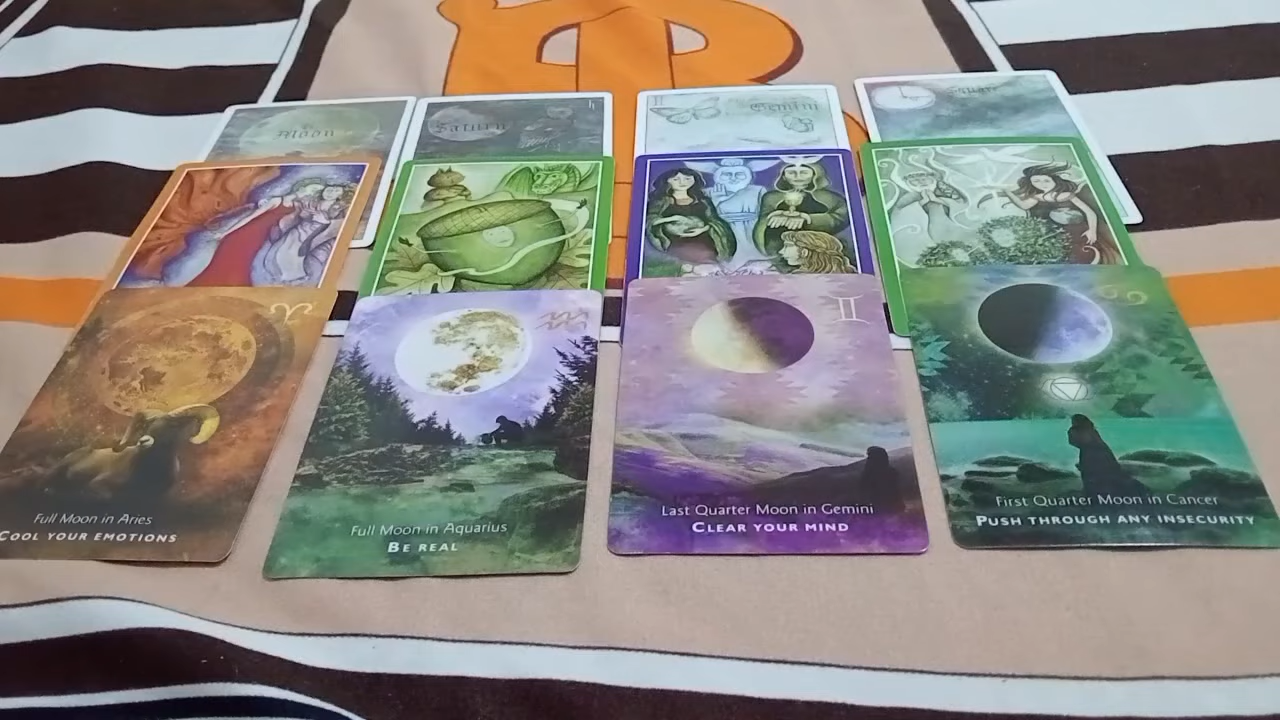 Moon
Saturn
Gemini
Full Moon in Aries
COOL YOUR EMOTIONS
Full Moon in Aquarius
BE REAL
Last Quarter Moon in Gemini
CLEAR YOUR MIND
First Quarter Moon in Cancer
PUSH THROUGH ANY INSECURITY